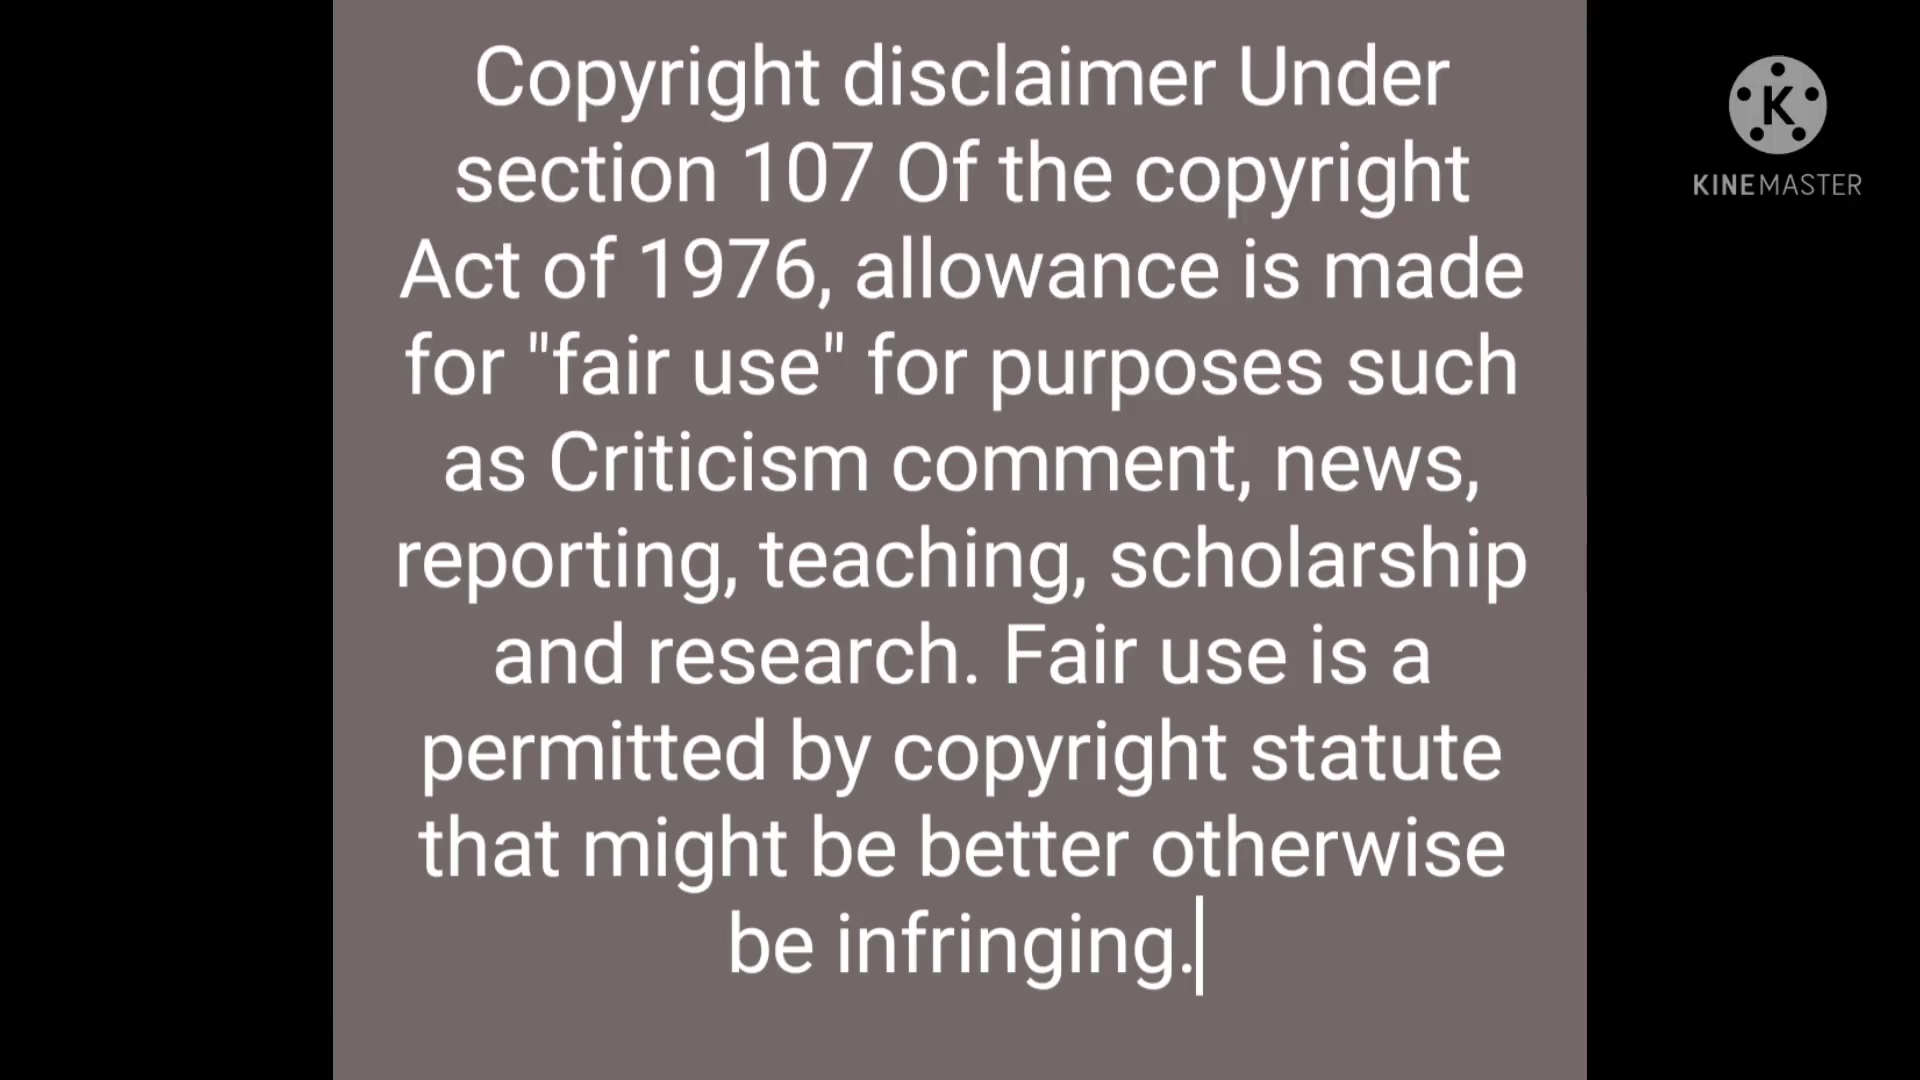 Copyright disclaimer Under
section 107 Of the copyright
Act of 1976, allowance is made
for "fair use" for purposes such
as Criticism comment, news,
reporting, teaching, scholarship
and research. Fair use is a
permitted by copyright statute
that might be better otherwise
be infringing.
K
KINEMASTER